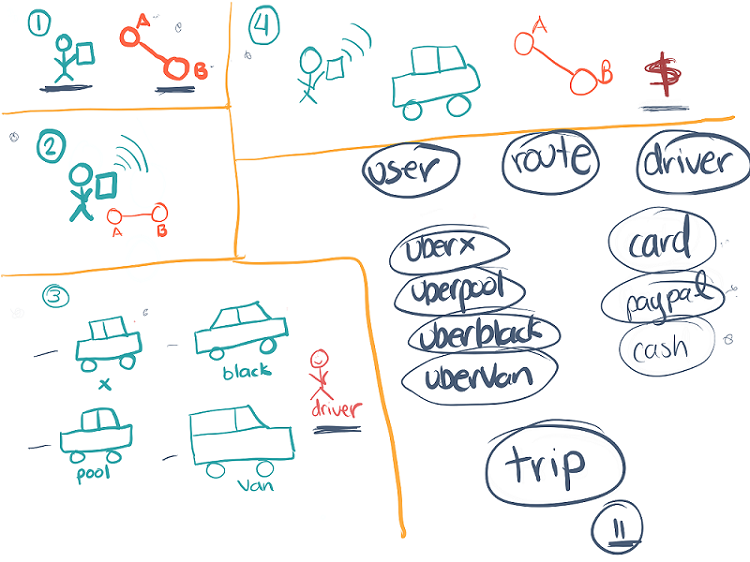 1
A
B
2
A
B
3
x
black
pool
van
driver
4
A
B
$
user
route
driver
uberx
uberpool
uberblack
ubervan
card
paypal
cash
trip
11